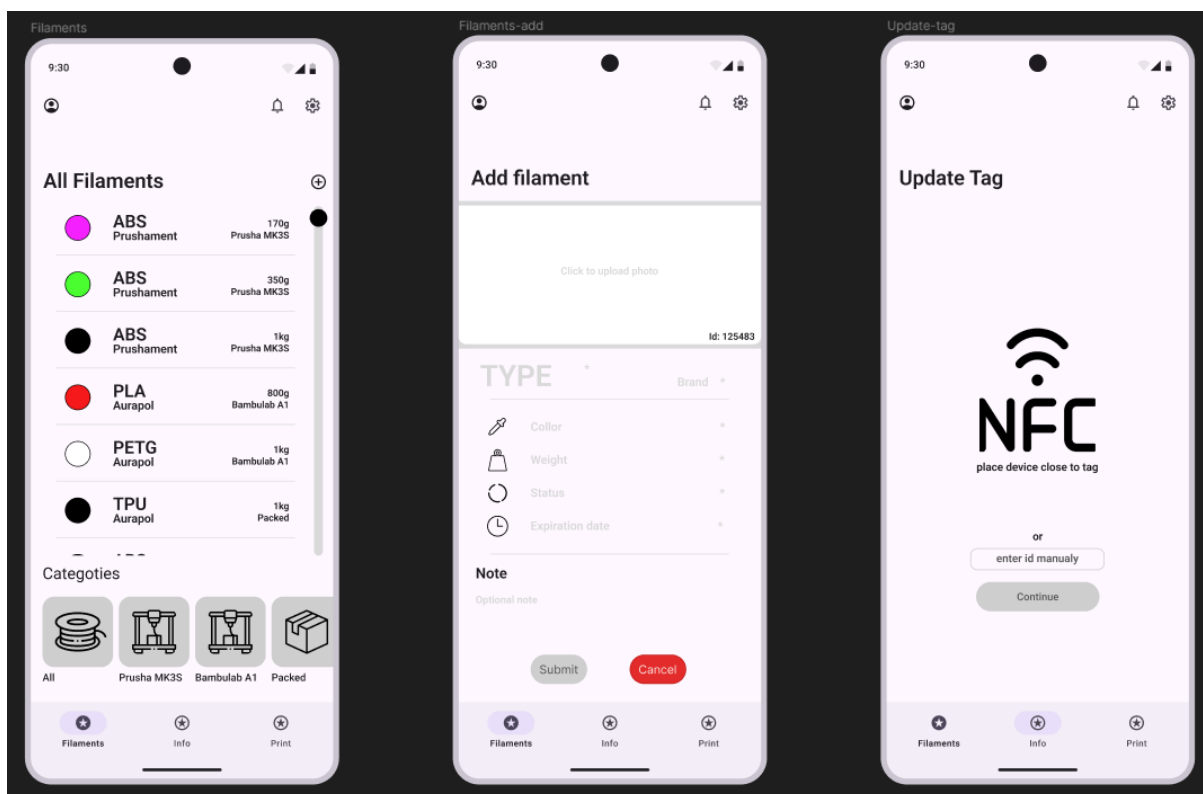 Filaments
9:30
All Filaments
ABS
Prushament
170g
Prusha MK3S
ABS
Prushament
350g
Prusha MK3S
ABS
Prushament
1kg
Prusha MK3S
PLA
Aurapol
800g
Bambulab A1
PETG
Aurapol
1kg
Bambulab A1
TPU
Aurapol
1kg
Packed
Categoties
All
Prusha MK3S
Bambulab A1
Packed
Filaments
Info
Print
Filaments-add
9:30
Add filament
Click to upload photo
Id: 125483
TYPE *
Brand *
Collor *
Weight *
Status *
Expiration date *
Note
Optional note
Submit
Cancel
Filaments
Info
Print
Update-tag
9:30
Update Tag
NFC
place device close to tag
or
enter id manualy
Continue
Filaments
Info
Print